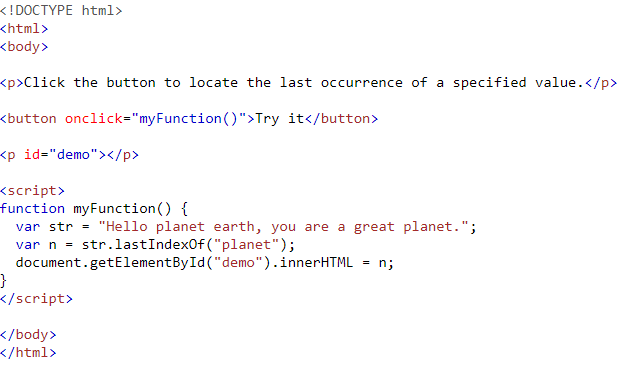 <!DOCTYPE html>
<html>
<body>
<p>Click the button to locate the last occurrence of a specified value.</p>
<button onclick="myFunction()">Try it</button>
<p id="demo"></p>
<script>
function myFunction() {
  var str = "Hello planet earth, you are a great planet.";
  var n = str.lastIndexOf("planet");
  document.getElementById("demo").innerHTML = n;
}
</script>
</body>
</html>